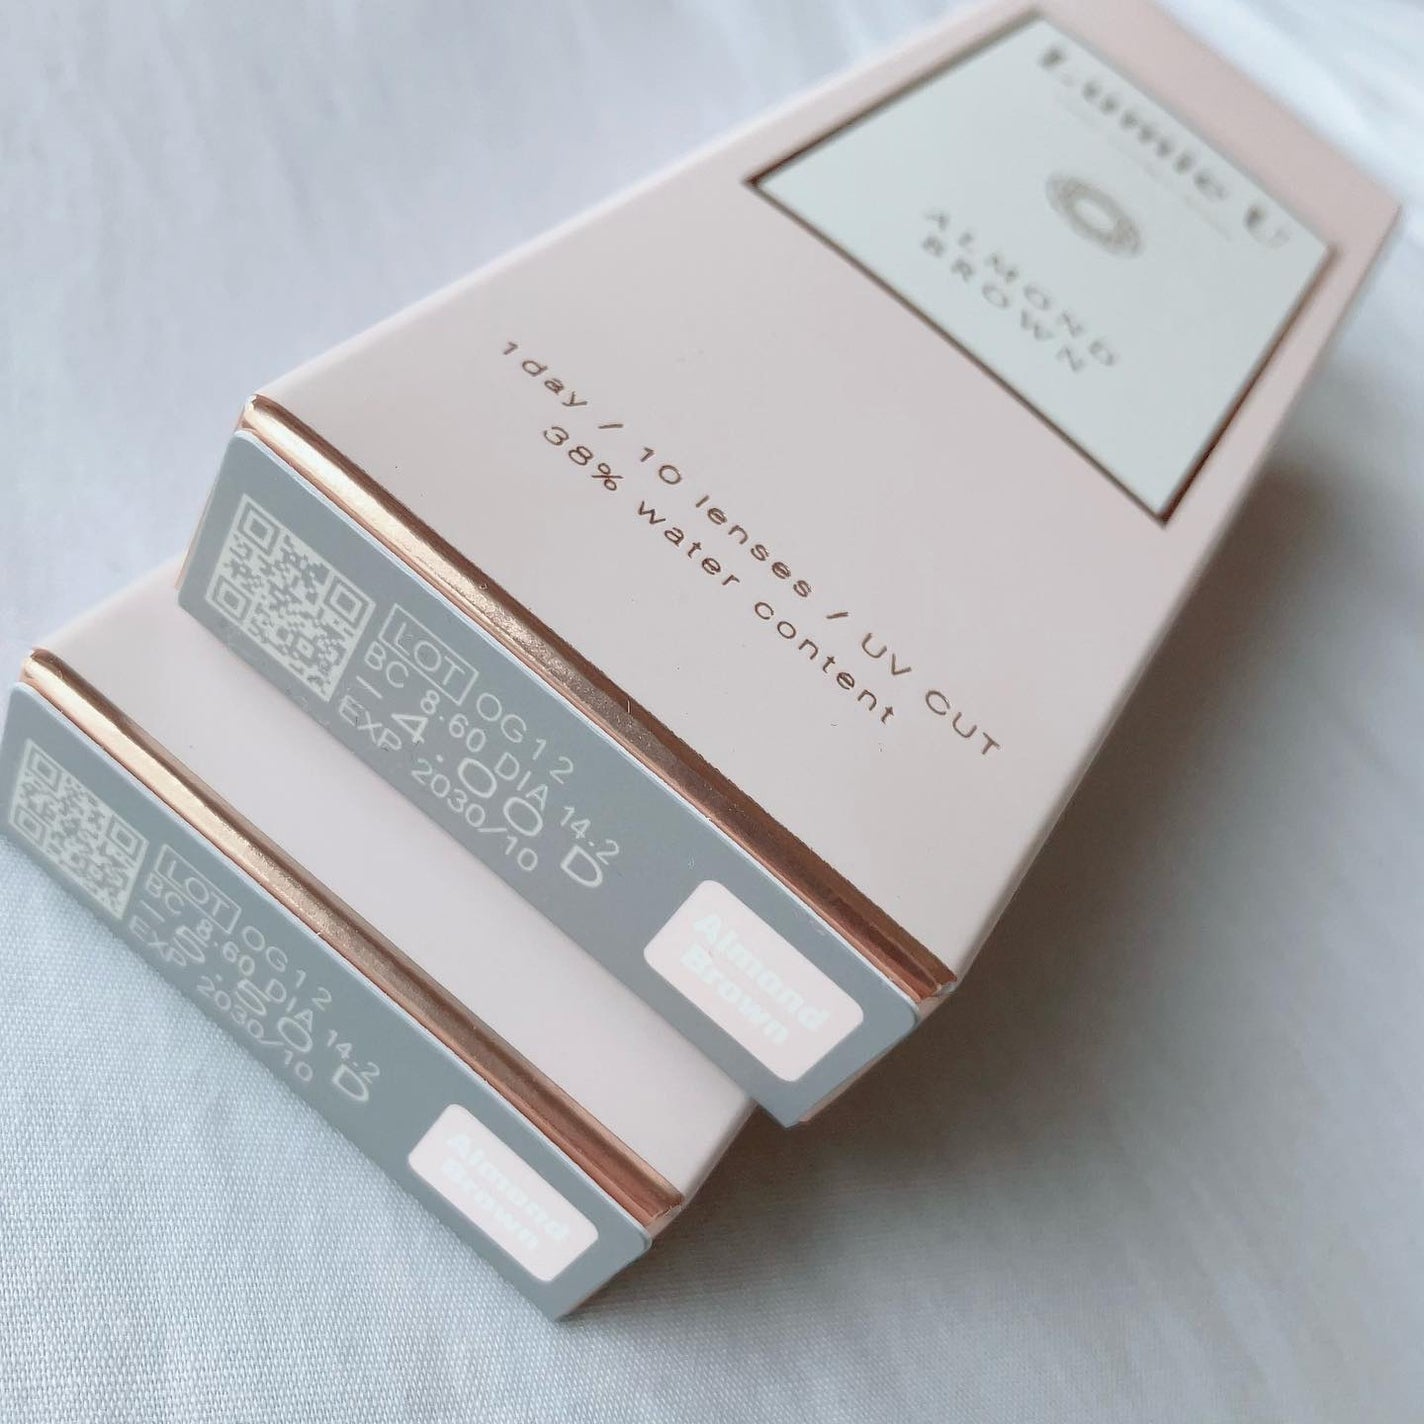 Lumie U
ALMOND
BROWN
1day / 10 lenses / UV CUT
38% water content
LOT OG12
BC 8.60 DIA 14.2
-4.00 D
EXP 2030/10
Almond
Brown
LOT OG12
BC 8.60 DIA 14.2
D
EXP 2030/10
Almond
Brown